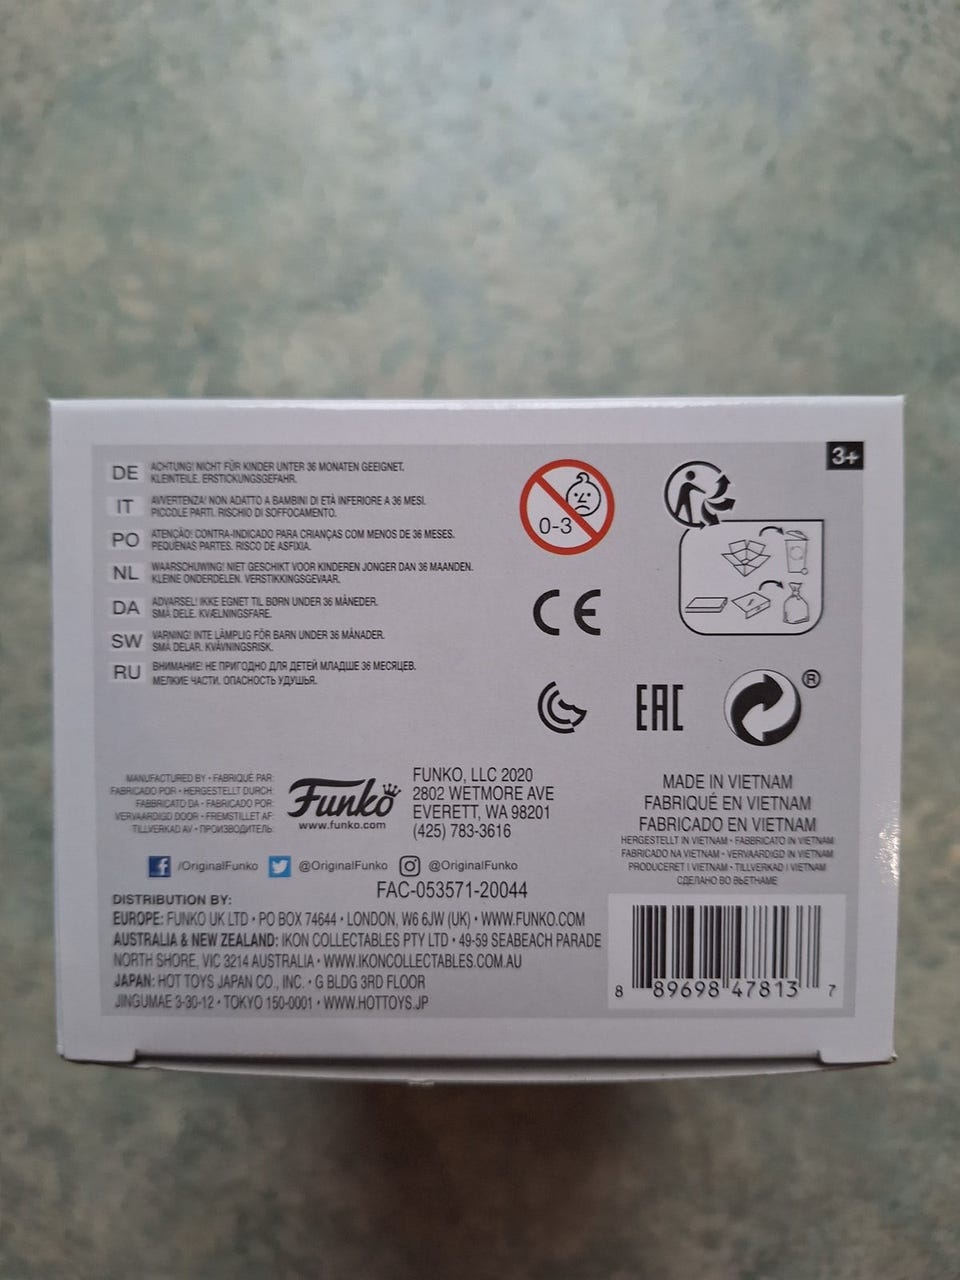 3+
DE ACHTUNG! NICHT FÜR KINDER UNTER 36 MONATEN GEEIGNET.
KLEINTEILE. ERSTICKUNGSGEFAHR.
IT AVVERTENZA! NON ADATTO A BAMBINI DI ETÀ INFERIORE A 36 MESI.
PICCOLE PARTI. RISCHIO DI SOFFOCAMENTO.
PO ATENCÃO! CONTRA-INDICADO PARA CRIANÇAS COM MENOS DE 36 MESES.
PEQUENAS PARTES. RISCO DE ASFIXIA.
NL WAARSCHUWING! NIET GESCHIKT VOOR KINDEREN JONGER DAN 36 MAANDEN.
KLEINE ONDERDELEN. VERSTIKKINGSGEVAAR.
DA ADVARSEL! IKKE EGNET TIL BØRN UNDER 36 MÅNEDER.
SMÅ DELE. KVÆLNINGSFARE.
SW VARNING! INTE LÄMPLIG FÖR BARN UNDER 36 MÅNADER.
SMÅ DELAR. KVÄVNINGSRISK.
RU ВНИМАНИЕ! НЕ ПРИГОДНО ДЛЯ ДЕТЕЙ МЛАДШЕ 36 МЕСЯЦЕВ.
МЕЛКИЕ ЧАСТИ. ОПАСНОСТЬ УДУШЬЯ.
0-3
CE
EAC
®
MANUFACTURED BY • FABRIQUÉ PAR:
FABRICADO POR • HERGESTELLT DURCH:
FABBRICATO DA • FABRICADO POR:
VERVAARDIGD DOOR • FREMSTILLET AF:
TILLVERKAD AV • ПРОИЗВОДИТЕЛЬ:
Funko
www.funko.com
FUNKO, LLC 2020
2802 WETMORE AVE
EVERETT, WA 98201
(425) 783-3616
f /OriginalFunko @OriginalFunko @OriginalFunko
FAC-053571-20044
DISTRIBUTION BY:
EUROPE: FUNKO UK LTD • PO BOX 74644 • LONDON, W6 6JW (UK) • WWW.FUNKO.COM
AUSTRALIA & NEW ZEALAND: IKON COLLECTABLES PTY LTD • 49-59 SEABEACH PARADE
NORTH SHORE, VIC 3214 AUSTRALIA • WWW.IKONCOLLECTABLES.COM.AU
JAPAN: HOT TOYS JAPAN CO., INC. • G BLDG 3RD FLOOR
JINGUMAE 3-30-12 • TOKYO 150-0001 • WWW.HOTTOYS.JP
MADE IN VIETNAM
FABRIQUÉ EN VIETNAM
FABRICADO EN VIETNAM
HERGESTELLT IN VIETNAM • FABBRICATO IN VIETNAM
FABRICADO NA VIETNAM • VERVAARDIGD IN VIETNAM
PRODUCERET I VIETNAM • TILLVERKAD I VIETNAM
СДЕЛАНО ВО ВЬЕТНАМЕ
8 89698 47813 7